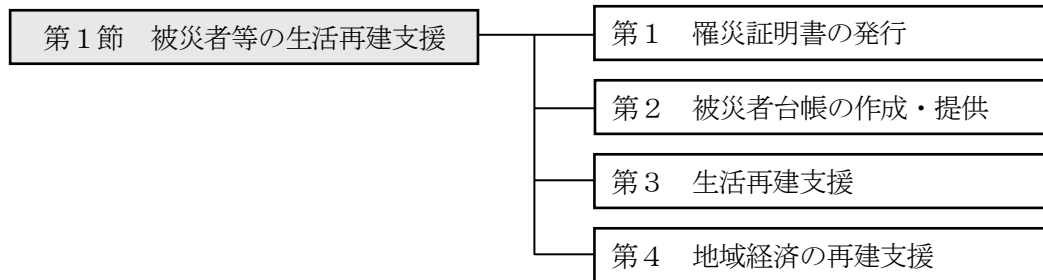 第１節　被災者等の生活再建支援
第１　罹災証明書の発行
第２　被災者台帳の作成・提供
第３　生活再建支援
第４　地域経済の再建支援